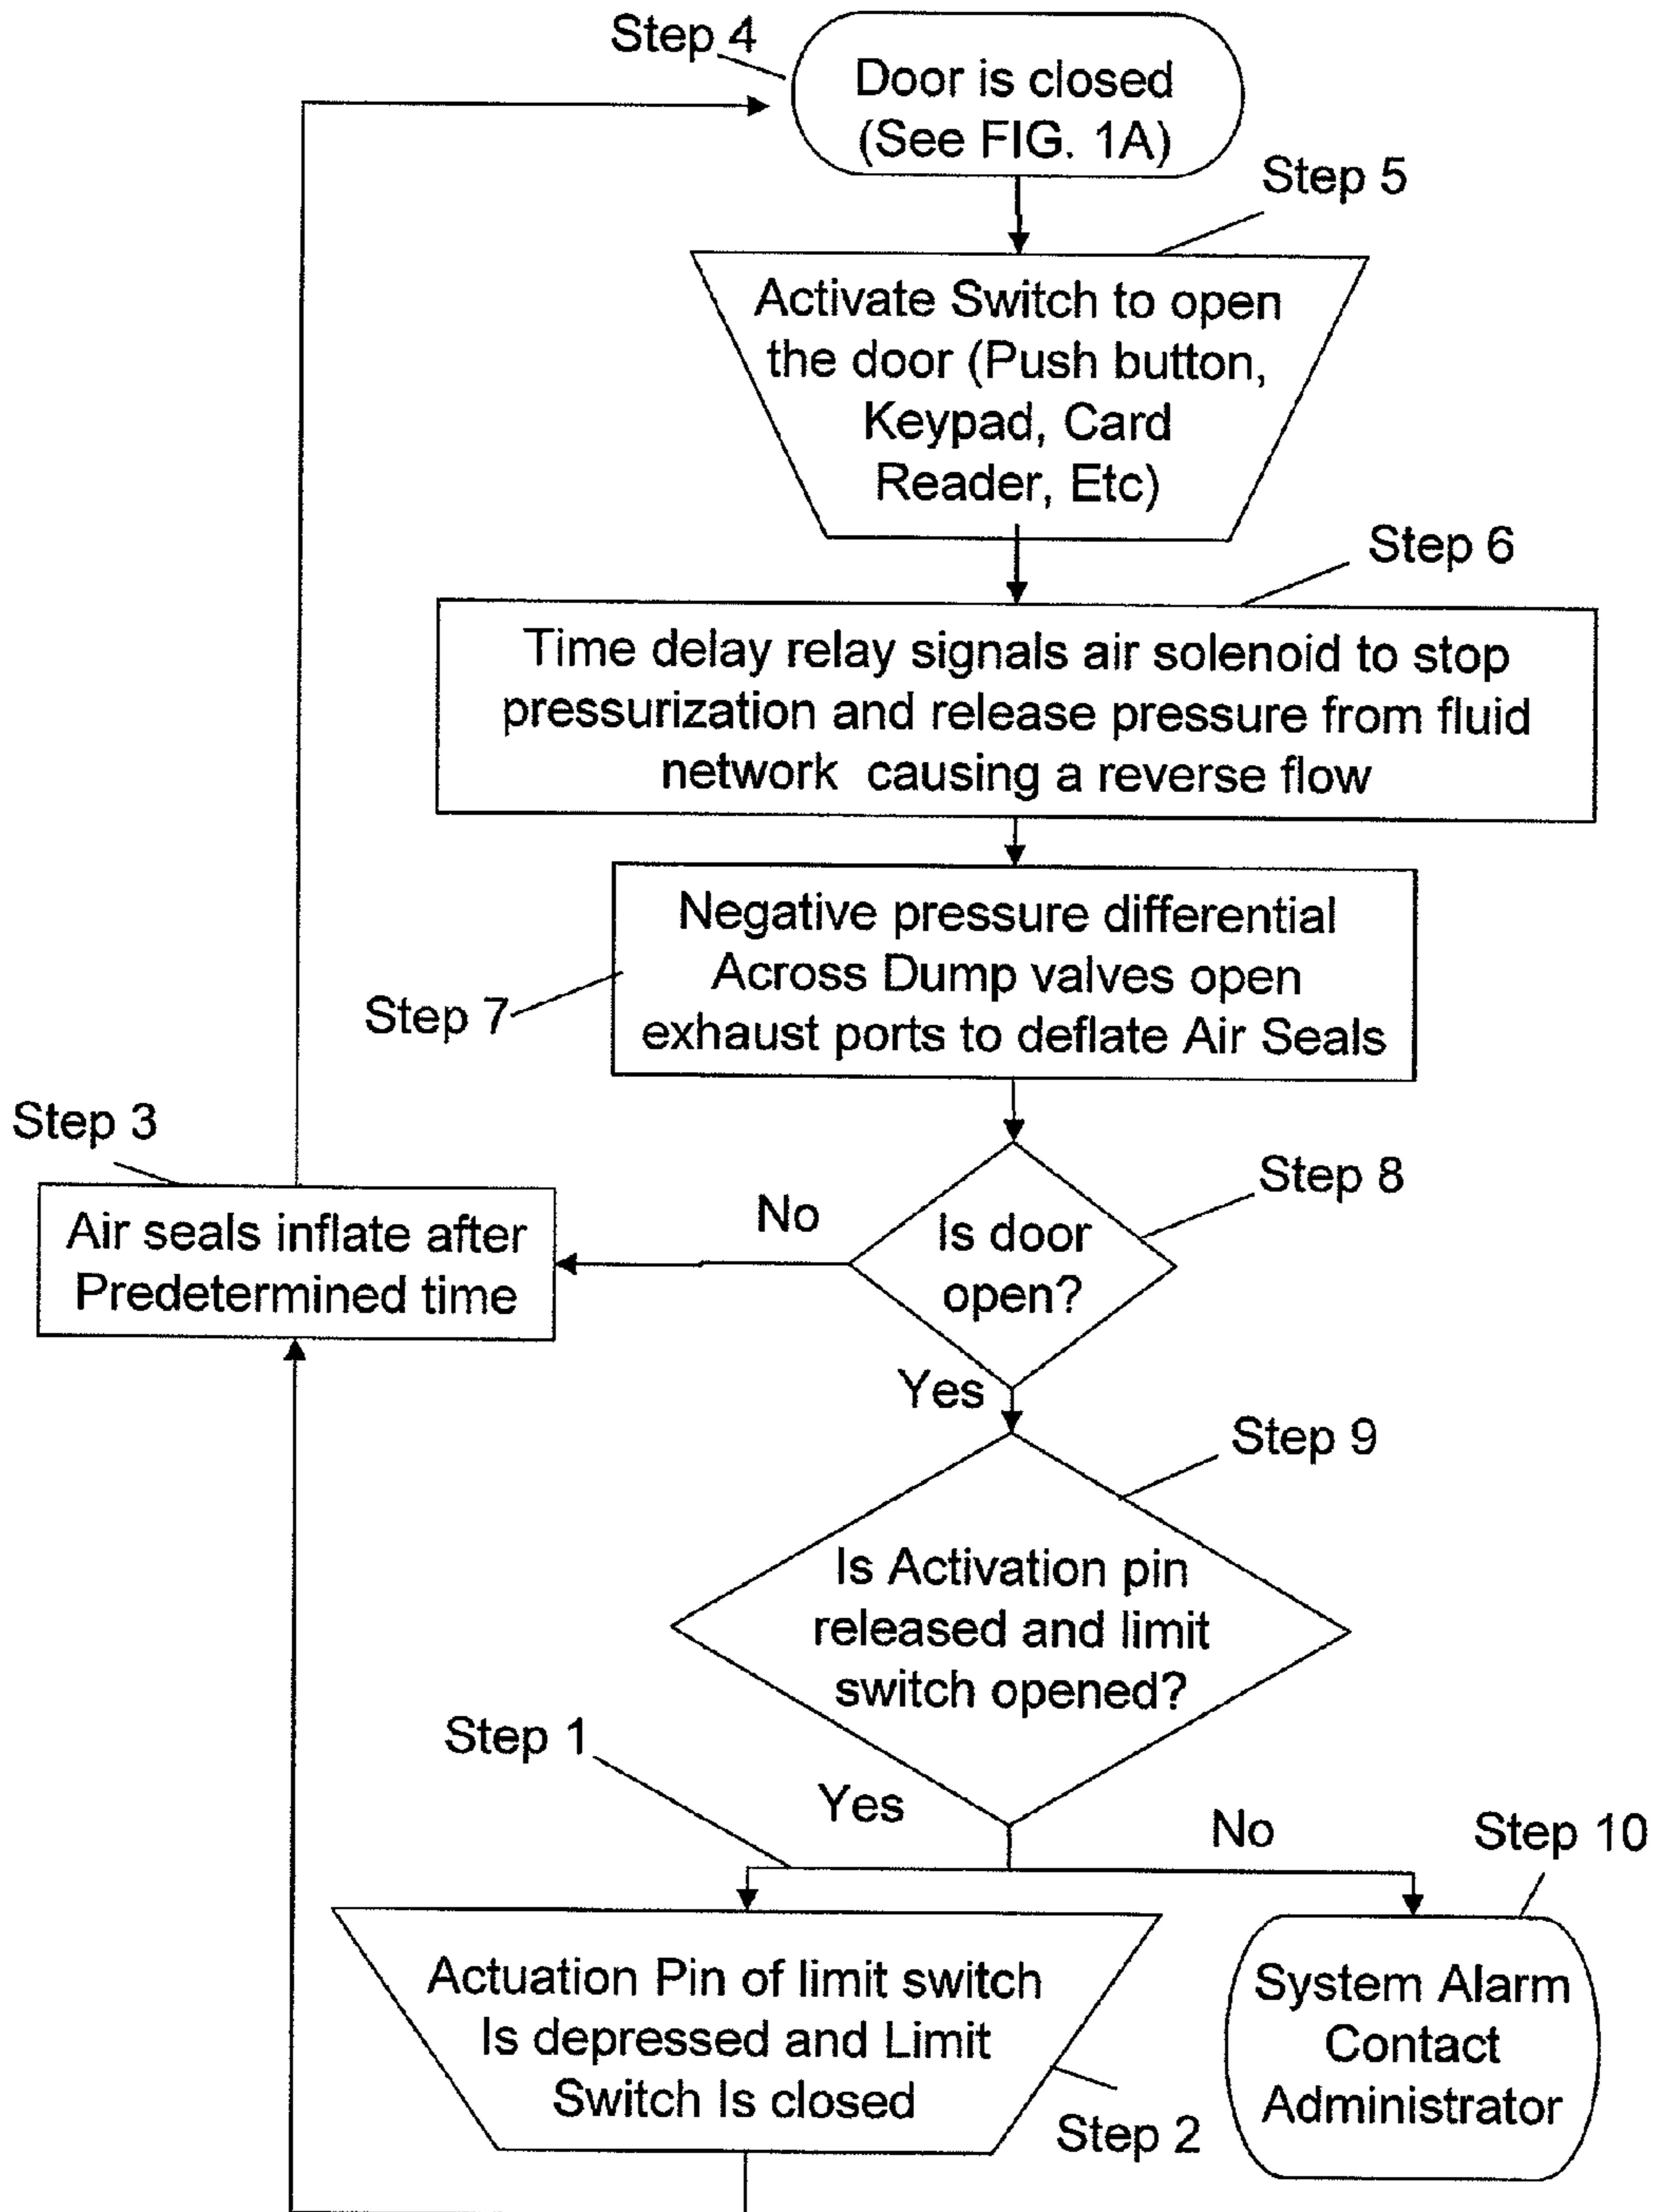 Step 4
Door is closed
(See FIG. 1A)
Step 5
Activate Switch to open
the door (Push button,
Keypad, Card
Reader, Etc)
Step 6
Time delay relay signals air solenoid to stop
pressurization and release pressure from fluid
network causing a reverse flow
Negative pressure differential
Across Dump valves open
exhaust ports to deflate Air Seals
Step 7
Step 3
Air seals inflate after
Predetermined time
No
Step 8
Is door
open?
Yes
Step 9
Is Activation pin
released and limit
switch opened?
Step 1
Yes
No
Step 10
Actuation Pin of limit switch
Is depressed and Limit
Switch Is closed
Step 2
System Alarm
Contact
Administrator